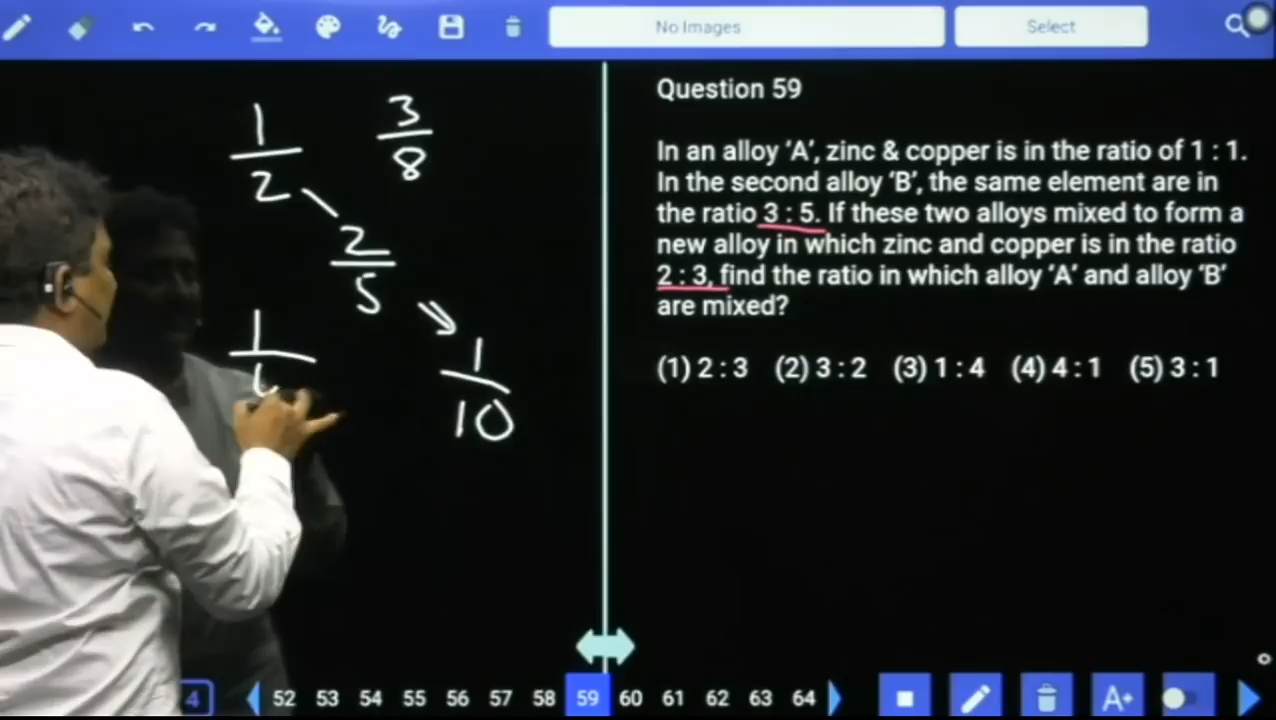 No Images
Select
1
2
3
8
2
5
1
10
1
Question 59
In an alloy ‘A’, zinc & copper is in the ratio of 1 : 1.
In the second alloy ‘B’, the same element are in
the ratio 3 : 5. If these two alloys mixed to form a
new alloy in which zinc and copper is in the ratio
2 : 3, find the ratio in which alloy ‘A’ and alloy ‘B’
are mixed?
(1) 2 : 3 (2) 3 : 2 (3) 1 : 4 (4) 4 : 1 (5) 3 : 1
4 52 53 54 55 56 57 58 59 60 61 62 63 64
A+